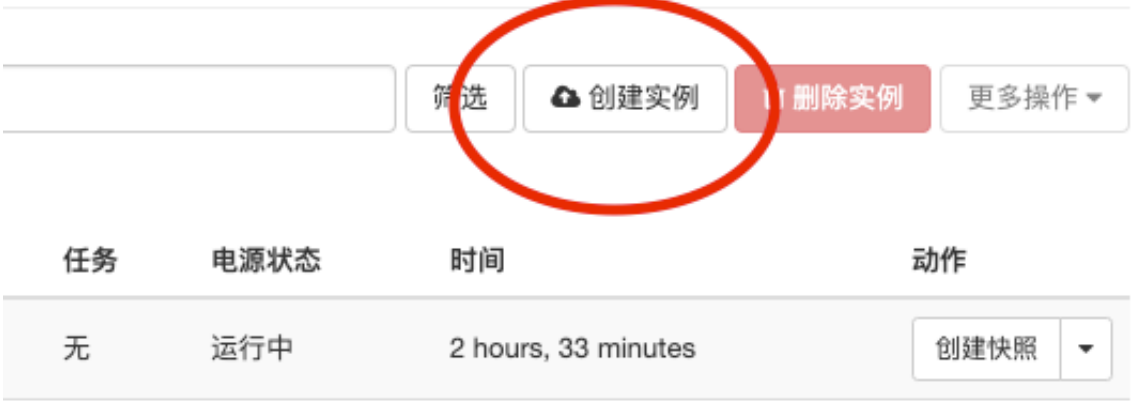 筛选 创建实例 删除实例 更多操作
任务 电源状态 时间 动作
无 运行中 2 hours, 33 minutes 创建快照